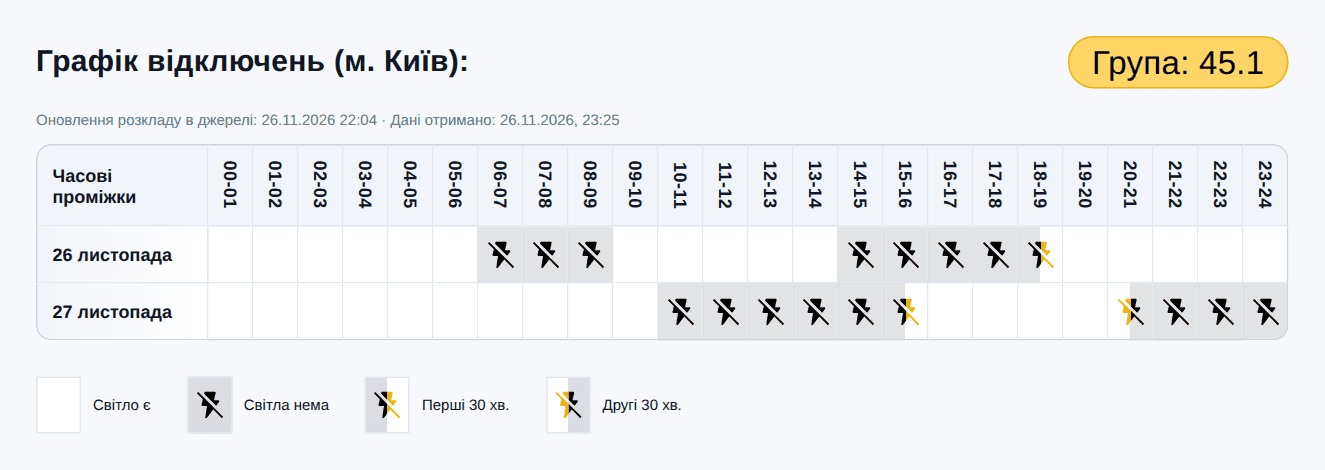 Графік відключень (м. Київ):
Група: 45.1
Оновлення розкладу в джерелі: 26.11.2026 22:04 · Дані отримано: 26.11.2026, 23:25
Часові
проміжки
00-01 01-02 02-03 03-04 04-05 05-06 06-07 07-08 08-09 09-10 10-11 11-12 12-13 13-14 14-15 15-16 16-17 17-18 18-19 19-20 20-21 21-22 22-23 23-24
26 листопада
27 листопада
Світло є Світла нема Перші 30 хв. Другі 30 хв.